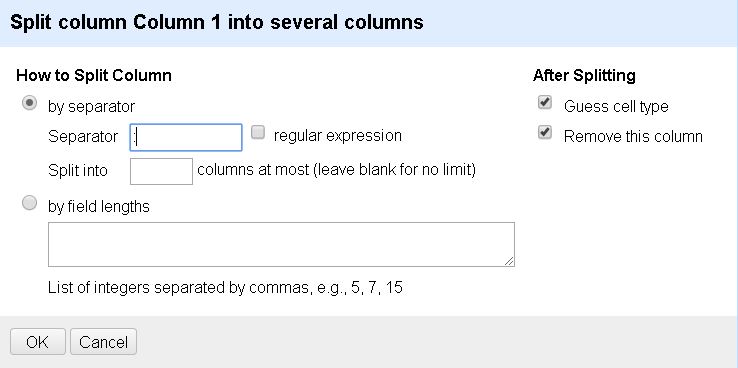 Split column Column 1 into several columns
How to Split Column
by separator
Separator : regular expression
Split into columns at most (leave blank for no limit)
by field lengths
List of integers separated by commas, e.g., 5, 7, 15
After Splitting
Guess cell type
Remove this column
OK Cancel